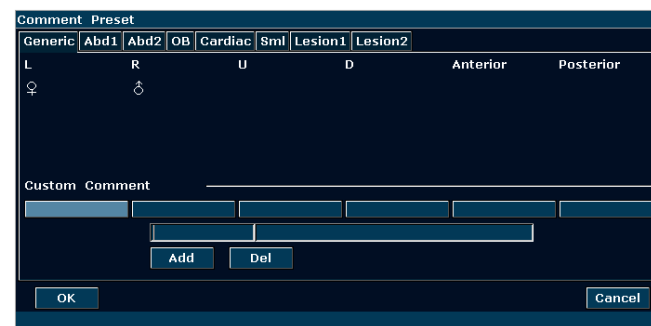 Comment Preset
Generic Abd1 Abd2 OB Cardiac Sml Lesion1 Lesion2
L R U D Anterior Posterior
♀ ♂
Custom Comment
Add Del
OK Cancel